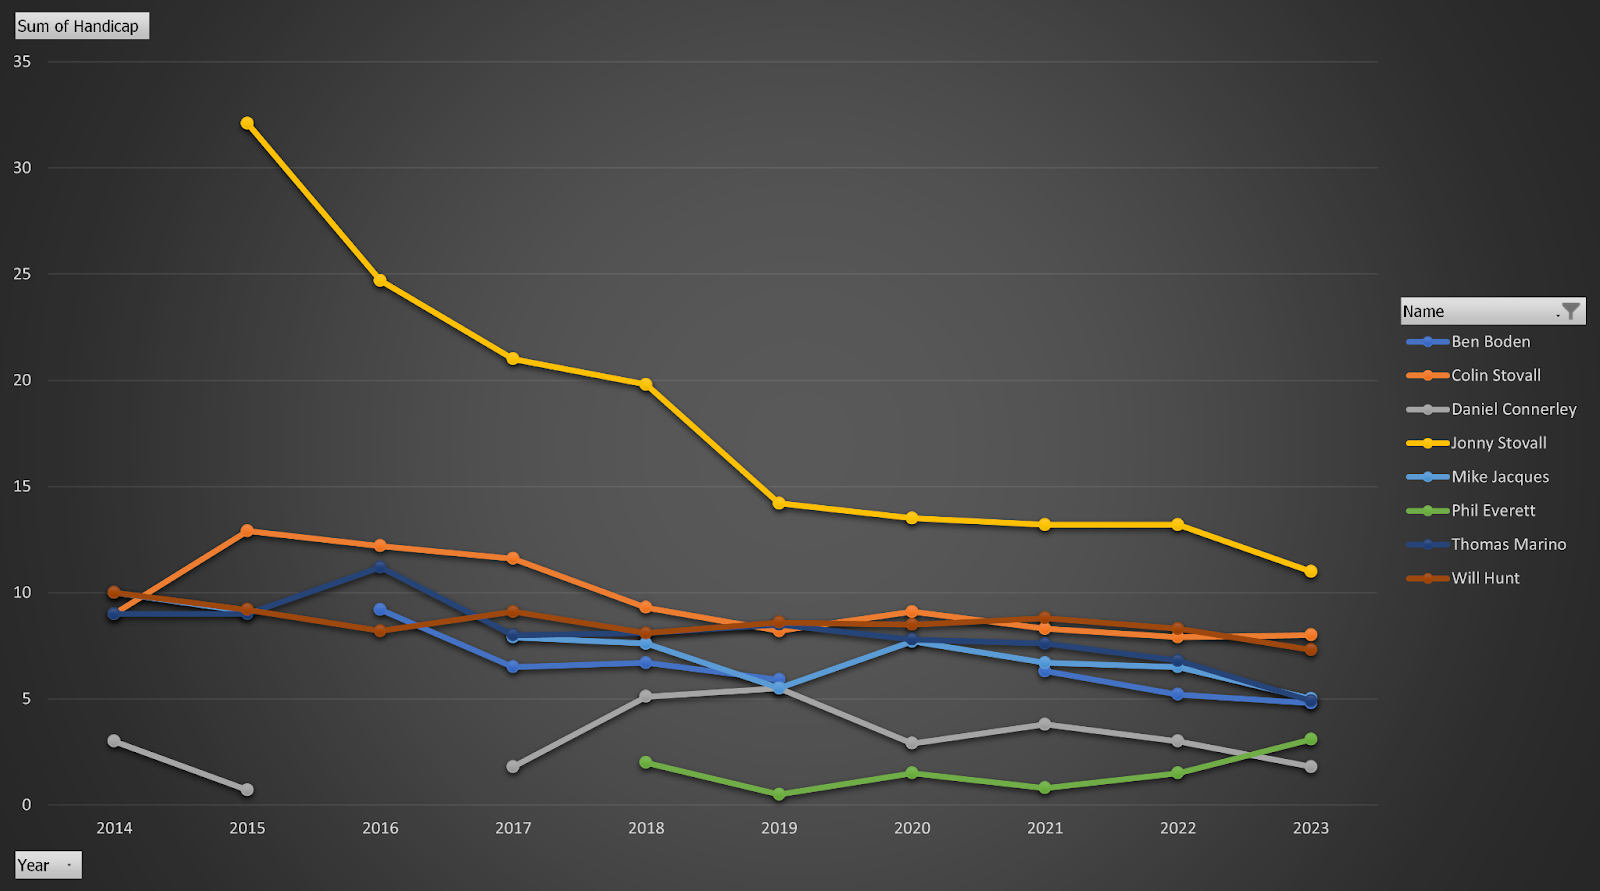 Sum of Handicap
35
30
25
20
15
10
5
0
2014 2015 2016 2017 2018 2019 2020 2021 2022 2023
Year
Name
Ben Boden
Colin Stovall
Daniel Connerley
Jonny Stovall
Mike Jacques
Phil Everett
Thomas Marino
Will Hunt